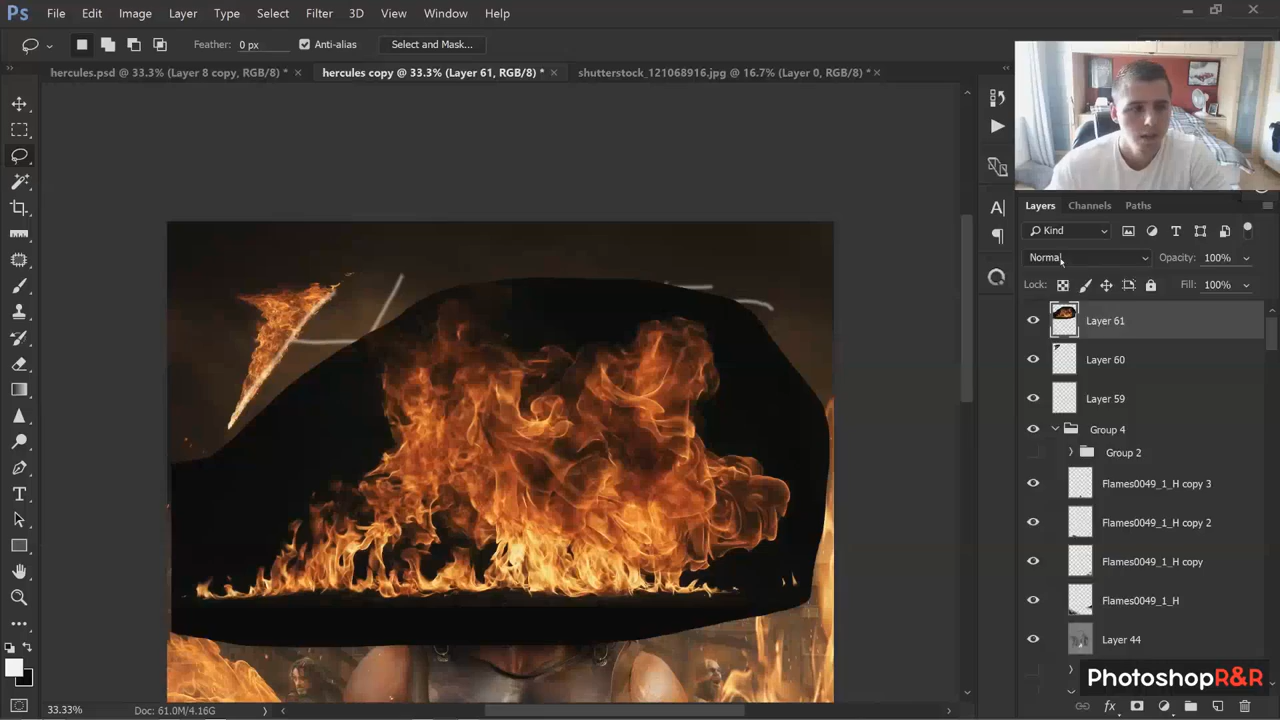 Ps File Edit Image Layer Type Select Filter 3D View Window Help
Feather: 0 px Anti-alias Select and Mask...
hercules.psd @ 33.3% (Layer 8 copy, RGB/8) * × hercules copy @ 33.3% (Layer 61, RGB/8) * × shutterstock_121068916.jpg @ 16.7% (Layer 0, RGB/8) * ×
Layers Channels Paths
Kind
Normal Opacity: 100%
Lock: Fill: 100%
Layer 61
Layer 60
Layer 59
Group 4
Group 2
Flames0049_1_H copy 3
Flames0049_1_H copy 2
Flames0049_1_H copy
Flames0049_1_H
Layer 44
PhotoshopR&R
33.33% Doc: 61.0M/4.16G
fx